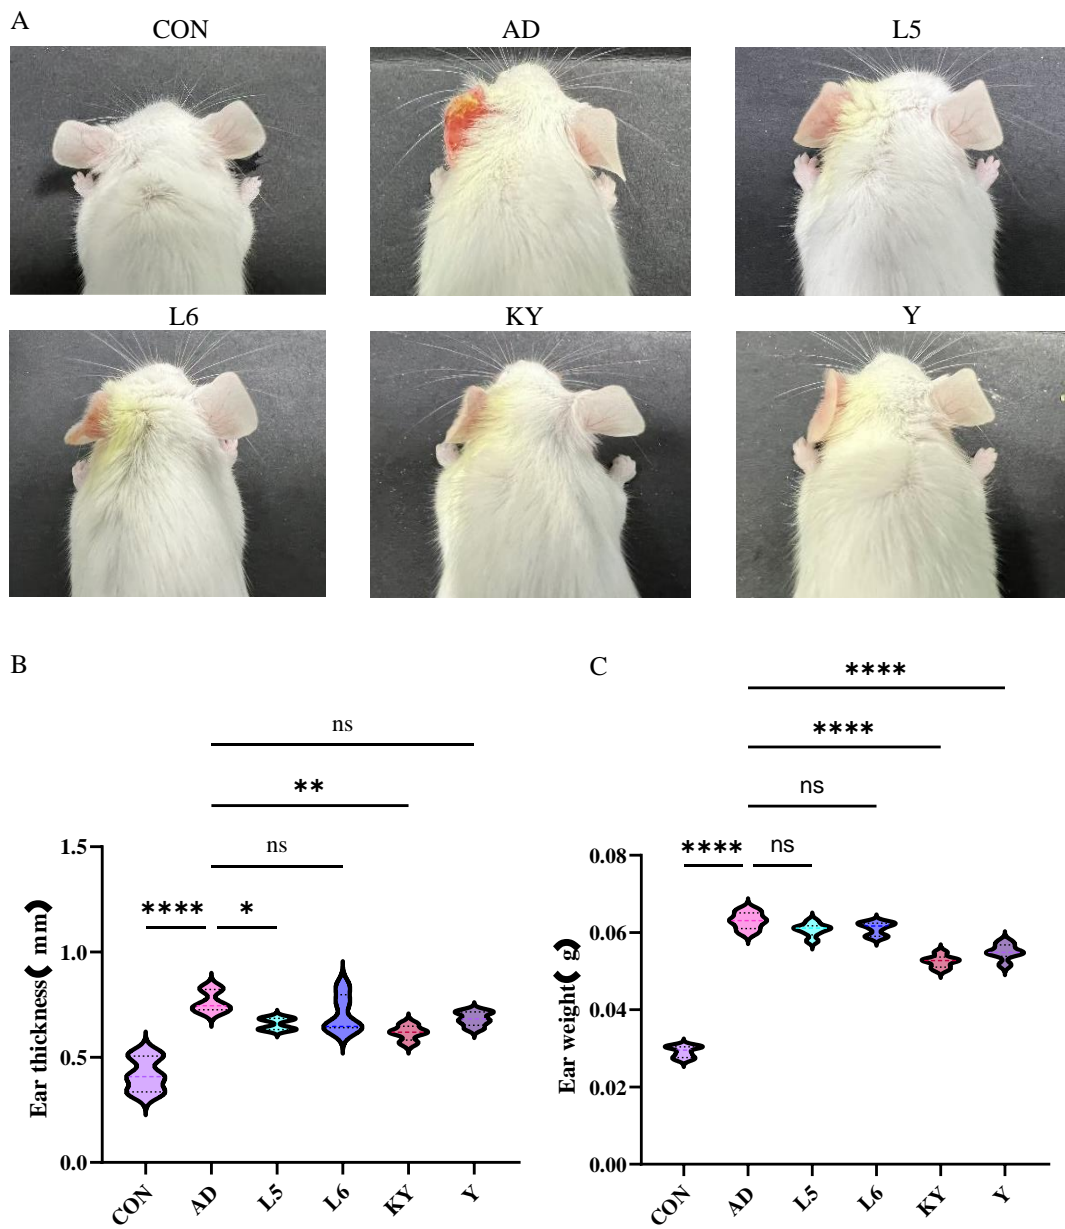 A
CON
AD
L5
L6
KY
Y
B
ns
**
ns
****
*
1.5
1.0
0.5
0.0
Ear thickness( mm)
CON
AD
L5
L6
KY
Y
C
****
****
ns
****
ns
0.08
0.06
0.04
0.02
0.00
Ear weight( g)
CON
AD
L5
L6
KY
Y